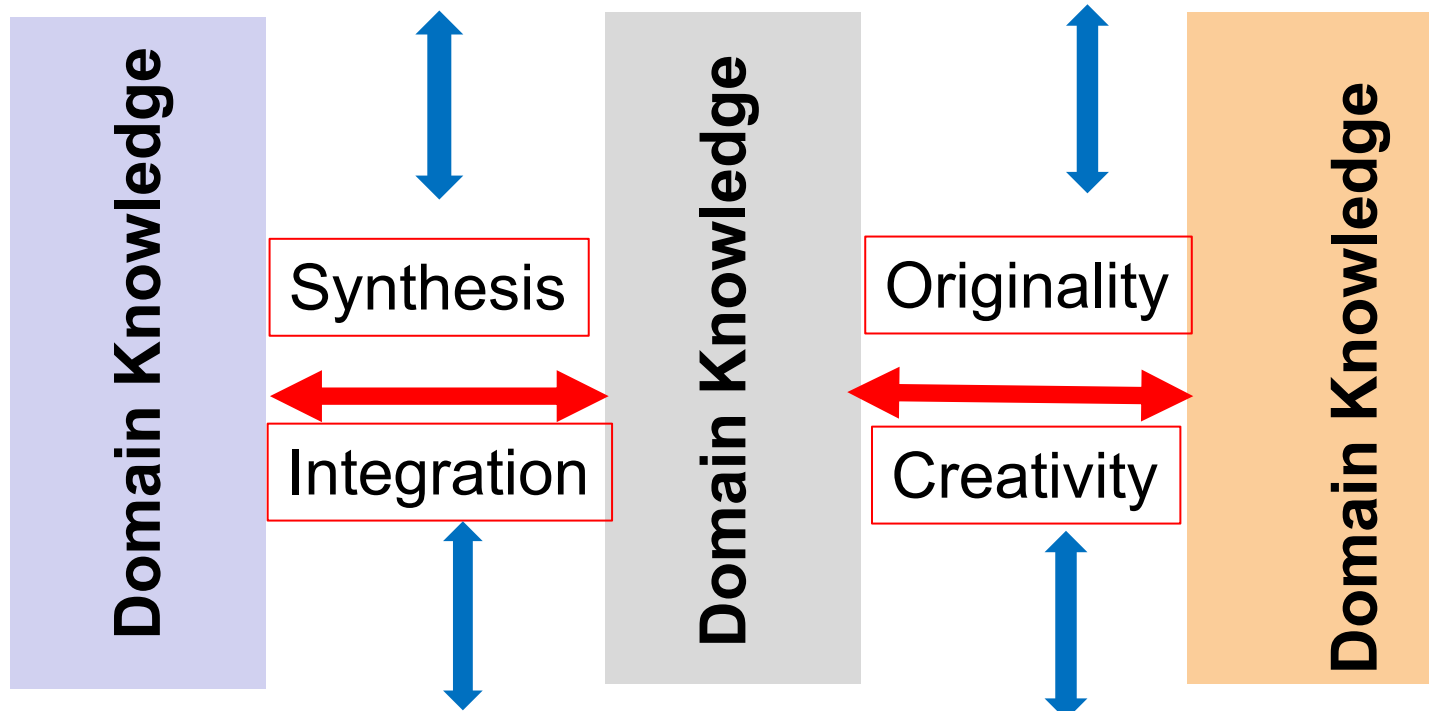 Domain Knowledge
Synthesis
Integration
Domain Knowledge
Originality
Creativity
Domain Knowledge